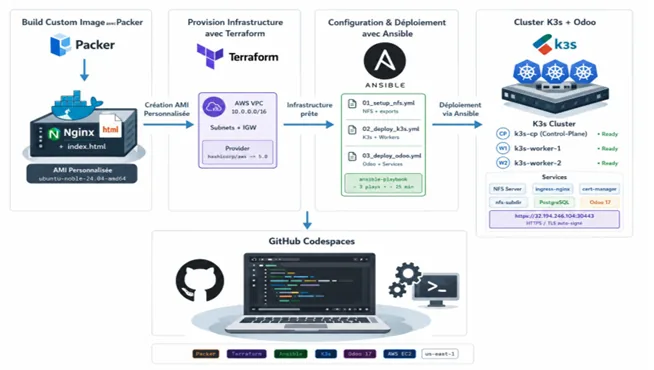 Build Custom Image avec Packer
Packer
Nginx
html
+ index.html
AMI Personnalisée
ubuntu-noble-24.04-amd64
Création AMI
Personnalisée
Provision Infrastructure
avec Terraform
Terraform
AWS VPC
10.0.0.0/16
Subnets + IGW
Provider
hashicorp/aws ~> 5.0
Infrastructure
prête
Configuration & Déploiement
avec Ansible
ANSIBLE
01_setup_nfs.yml
NFS + exports
02_deploy_k3s.yml
K3s + Workers
03_deploy_odoo.yml
Odoo + Services
ansible-playbook
~ 3 plays • ~ 15 min
Déploiement
via Ansible
Cluster K3s + Odoo
k3s
K3s Cluster
CP k3s-cp (Control-Plane) • Ready
W1 k3s-worker-1 • Ready
W2 k3s-worker-2 • Ready
Services
NFS Server ingress-nginx cert-manager
nfs-subdir PostgreSQL Odoo 17
HTTPS / TLS auto-signé
GitHub Codespaces
>_
Packer Terraform Ansible K3s Odoo 17 AWS EC2 us-east-1